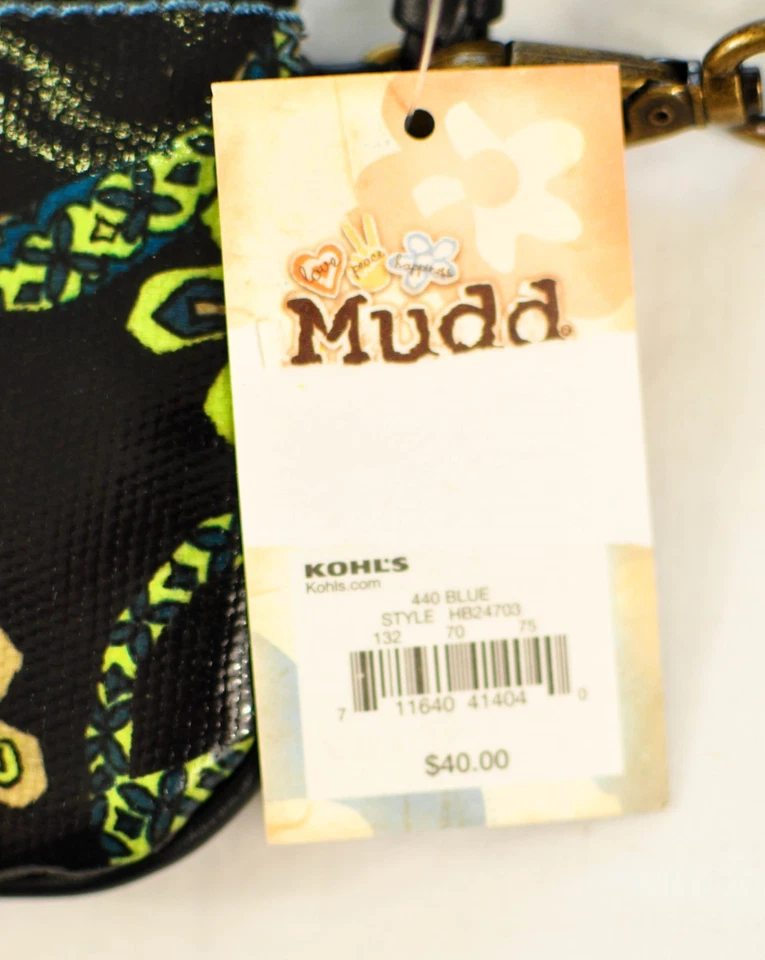 love peace happiness
Mudd®
KOHL'S
Kohls.com
440 BLUE
STYLE HB24703
132 70 75
7 11640 41404 0
$40.00